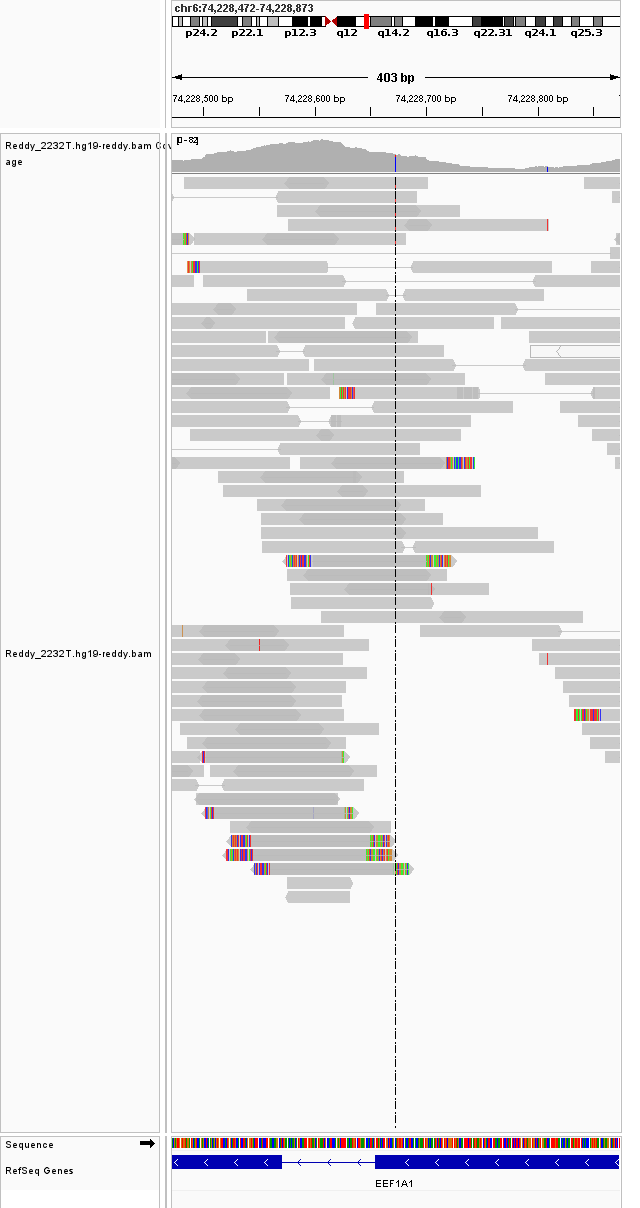 chr6:74,228,472-74,228,873
p24.2 p22.1 p12.3 q12 q14.2 q16.3 q22.31 q24.1 q25.3
403 bp
74,228,500 bp 74,228,600 bp 74,228,700 bp 74,228,800 bp
Reddy_2232T.hg19-reddy.bam Cov
age
[0 - 82]
Reddy_2232T.hg19-reddy.bam
Sequence
RefSeq Genes
EEF1A1